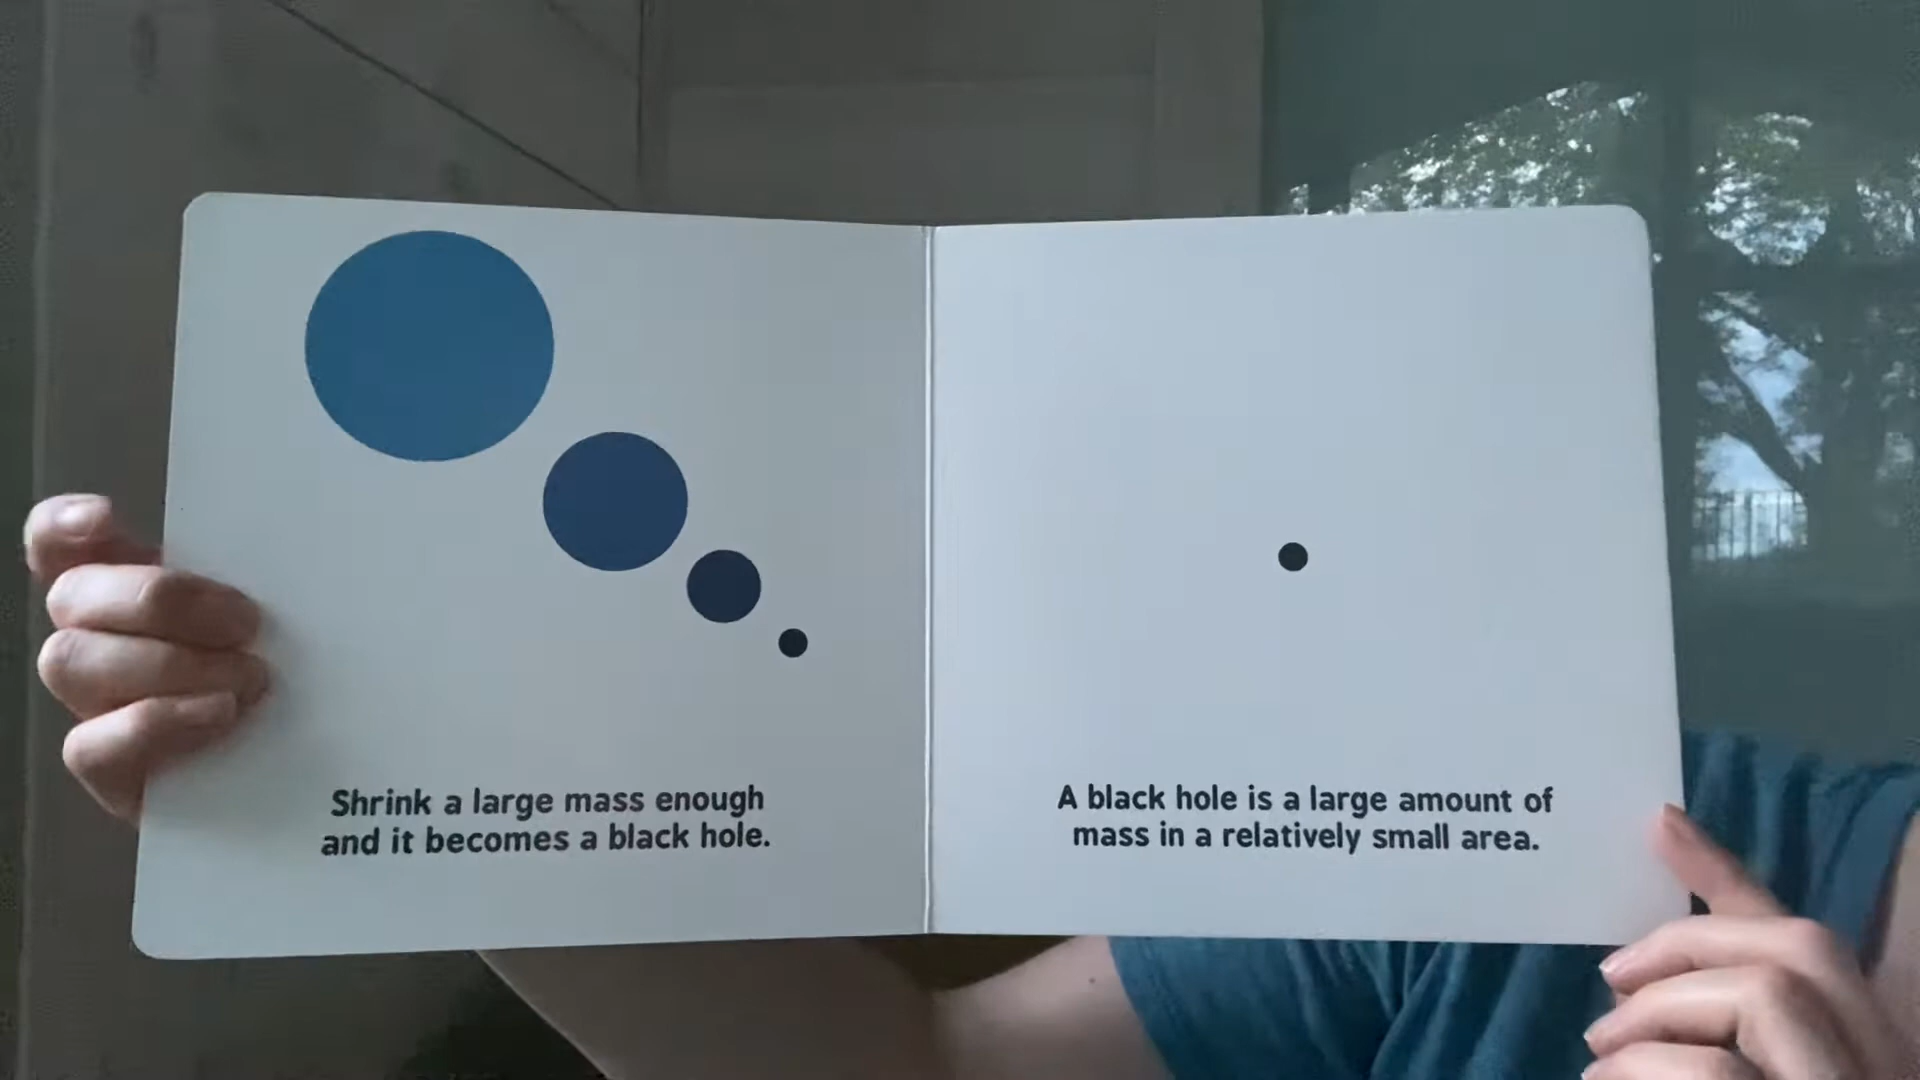 Shrink a large mass enough
and it becomes a black hole.
A black hole is a large amount of
mass in a relatively small area.